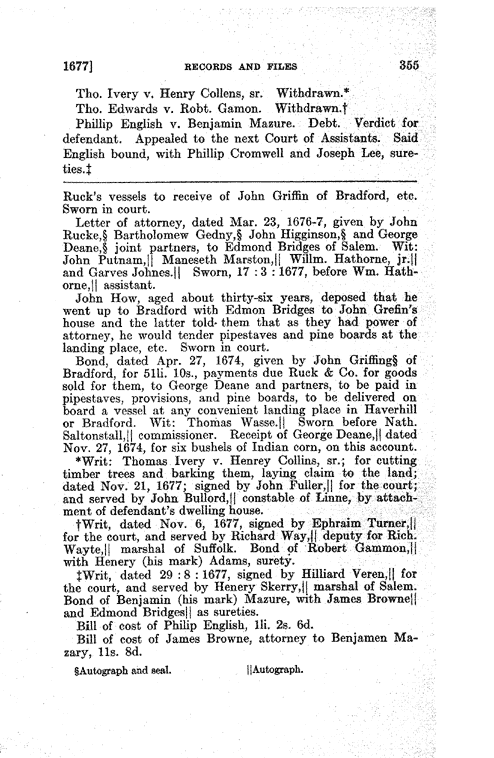 1677] RECORDS AND FILES 355
Tho. Ivery v. Henry Collens, sr. Withdrawn.*
Tho. Edwards v. Robt. Gamon. Withdrawn.†
Phillip English v. Benjamin Mazure. Debt. Verdict for
defendant. Appealed to the next Court of Assistants. Said
English bound, with Phillip Cromwell and Joseph Lee, sure-
ties.‡
Ruck's vessels to receive of John Griffin of Bradford, etc.
Sworn in court.
Letter of attorney, dated Mar. 23, 1676-7, given by John
Rucke,§ Bartholomew Gedny,§ John Higginson,§ and George
Deane,§ joint partners, to Edmond Bridges of Salem. Wit:
John Putnam,|| Maneseth Marston,|| Willm. Hathorne, jr.||
and Garves Johnes.|| Sworn, 17 : 3 : 1677, before Wm. Hath-
orne,|| assistant.
John How, aged about thirty-six years, deposed that he
went up to Bradford with Edmon Bridges to John Grefin's
house and the latter told them that as they had power of
attorney, he would tender pipestaves and pine boards at the
landing place, etc. Sworn in court.
Bond, dated Apr. 27, 1674, given by John Griffing§ of
Bradford, for 51li. 10s., payments due Ruck & Co. for goods
sold for them, to George Deane and partners, to be paid in
pipestaves, provisions, and pine boards, to be delivered on
board a vessel at any convenient landing place in Haverhill
or Bradford. Wit: Thomas Wasse.|| Sworn before Nath.
Saltonstall,|| commissioner. Receipt of George Deane,|| dated
Nov. 27, 1674, for six bushels of Indian corn, on this account.
*Writ: Thomas Ivery v. Henrey Collins, sr.; for cutting
timber trees and barking them, laying claim to the land;
dated Nov. 21, 1677; signed by John Fuller,|| for the court;
and served by John Bullord,|| constable of Linne, by attach-
ment of defendant's dwelling house.
†Writ, dated Nov. 6, 1677, signed by Ephraim Turner,||
for the court, and served by Richard Way,|| deputy for Rich.
Wayte,|| marshal of Suffolk. Bond of Robert Gammon,||
with Henery (his mark) Adams, surety.
‡Writ, dated 29 : 8 : 1677, signed by Hilliard Veren,|| for
the court, and served by Henery Skerry,|| marshal of Salem.
Bond of Benjamin (his mark) Mazure, with James Browne||
and Edmond Bridges|| as sureties.
Bill of cost of Philip English, 1li. 2s. 6d.
Bill of cost of James Browne, attorney to Benjamen Ma-
zary, 11s. 8d.
§Autograph and seal. ||Autograph.